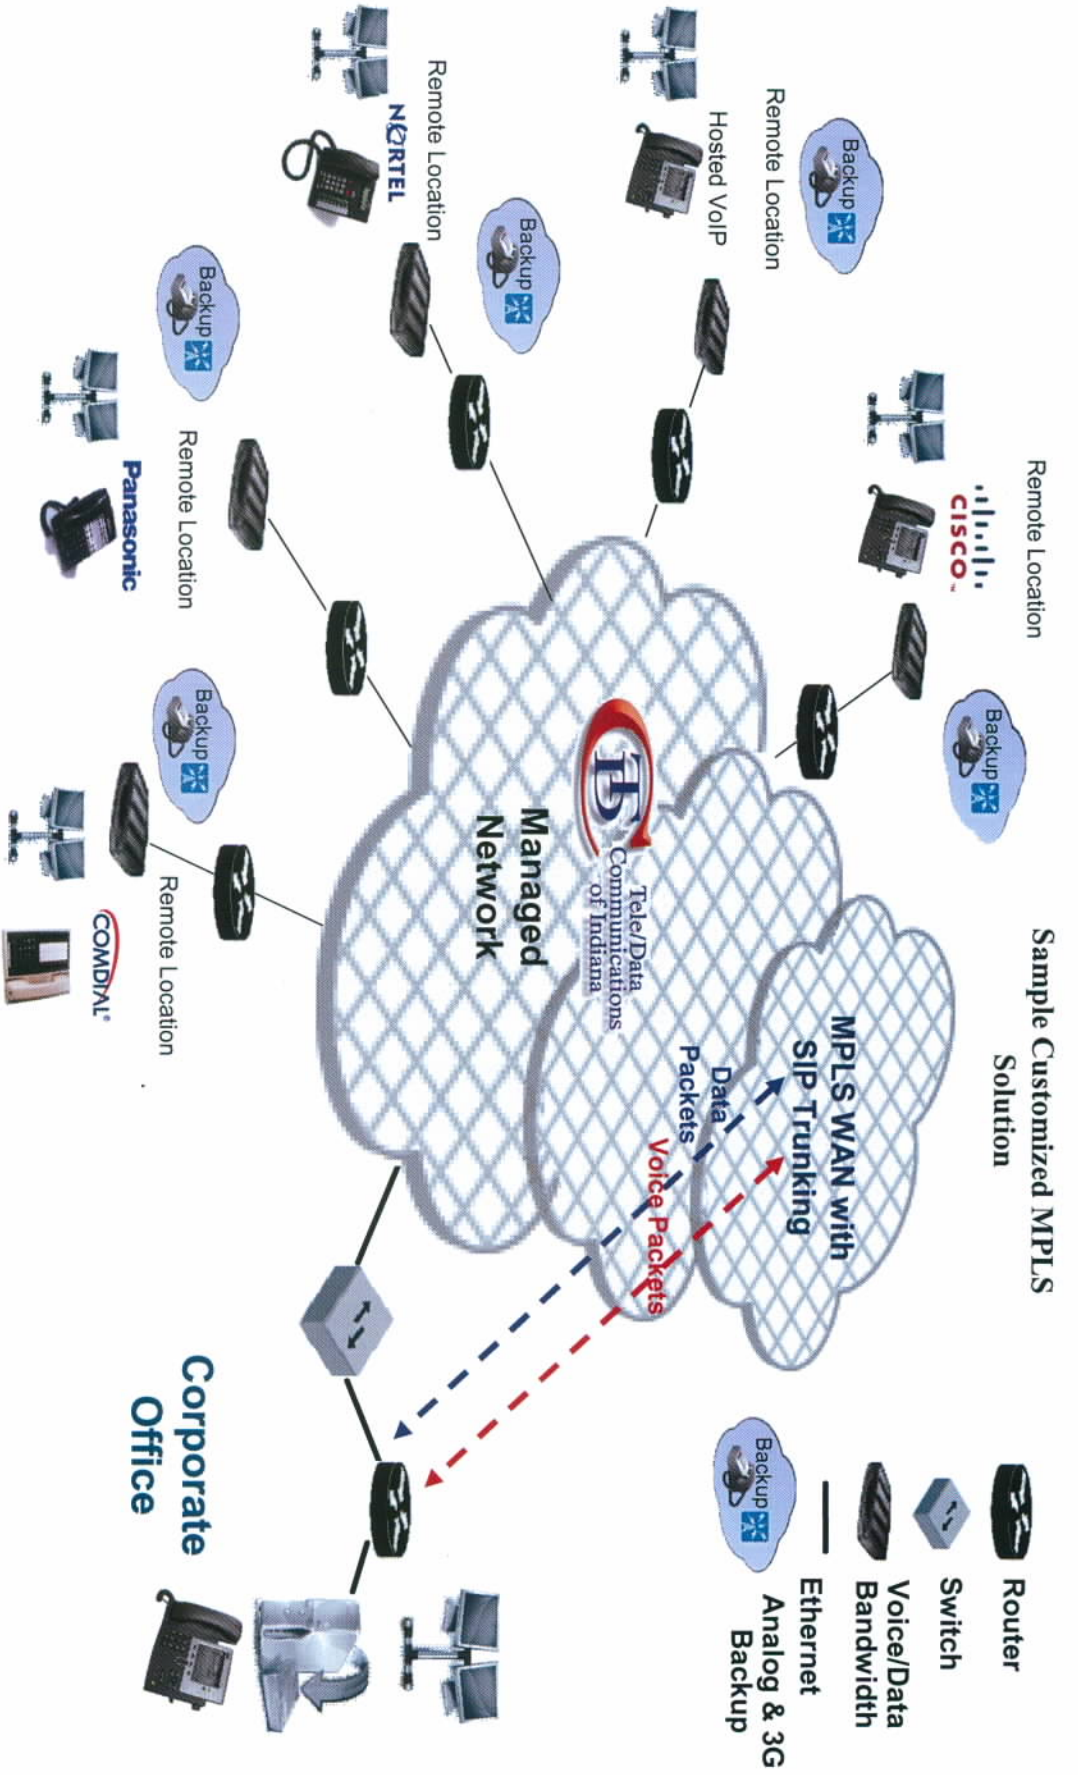 Sample Customized MPLS
Solution
Router
Switch
Voice/Data
Bandwidth
Ethernet
Backup
Analog & 3G
Backup
Remote Location
CISCO™
Backup
Backup
Remote Location
Hosted VoIP
Backup
Remote Location
NORTEL
Backup
Remote Location
Panasonic
Backup
Remote Location
COMDIAL®
MPLS WAN with
SIP Trunking
Data
Packets
Voice Packets
TDC
Tele/Data
Communications
of Indiana
Managed
Network
Corporate
Office